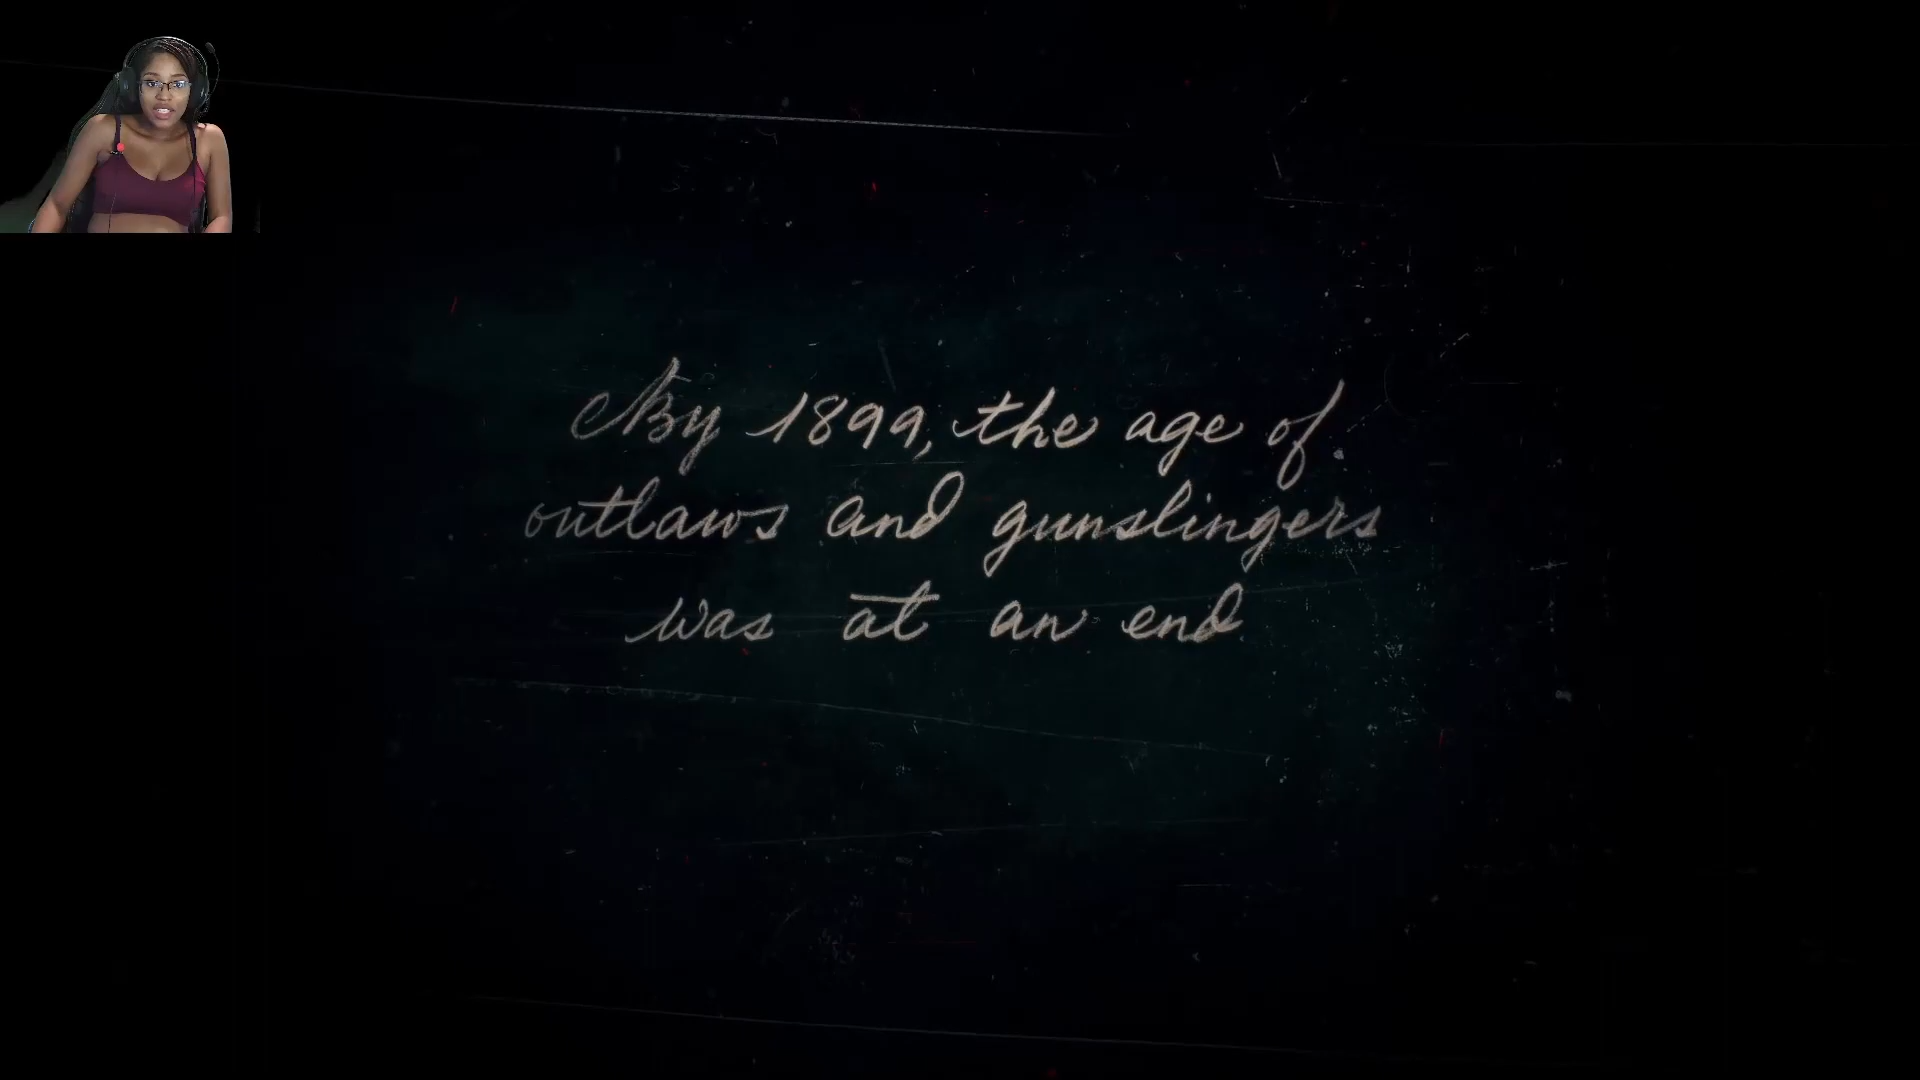 By 1899, the age of
outlaws and gunslingers
was at an end